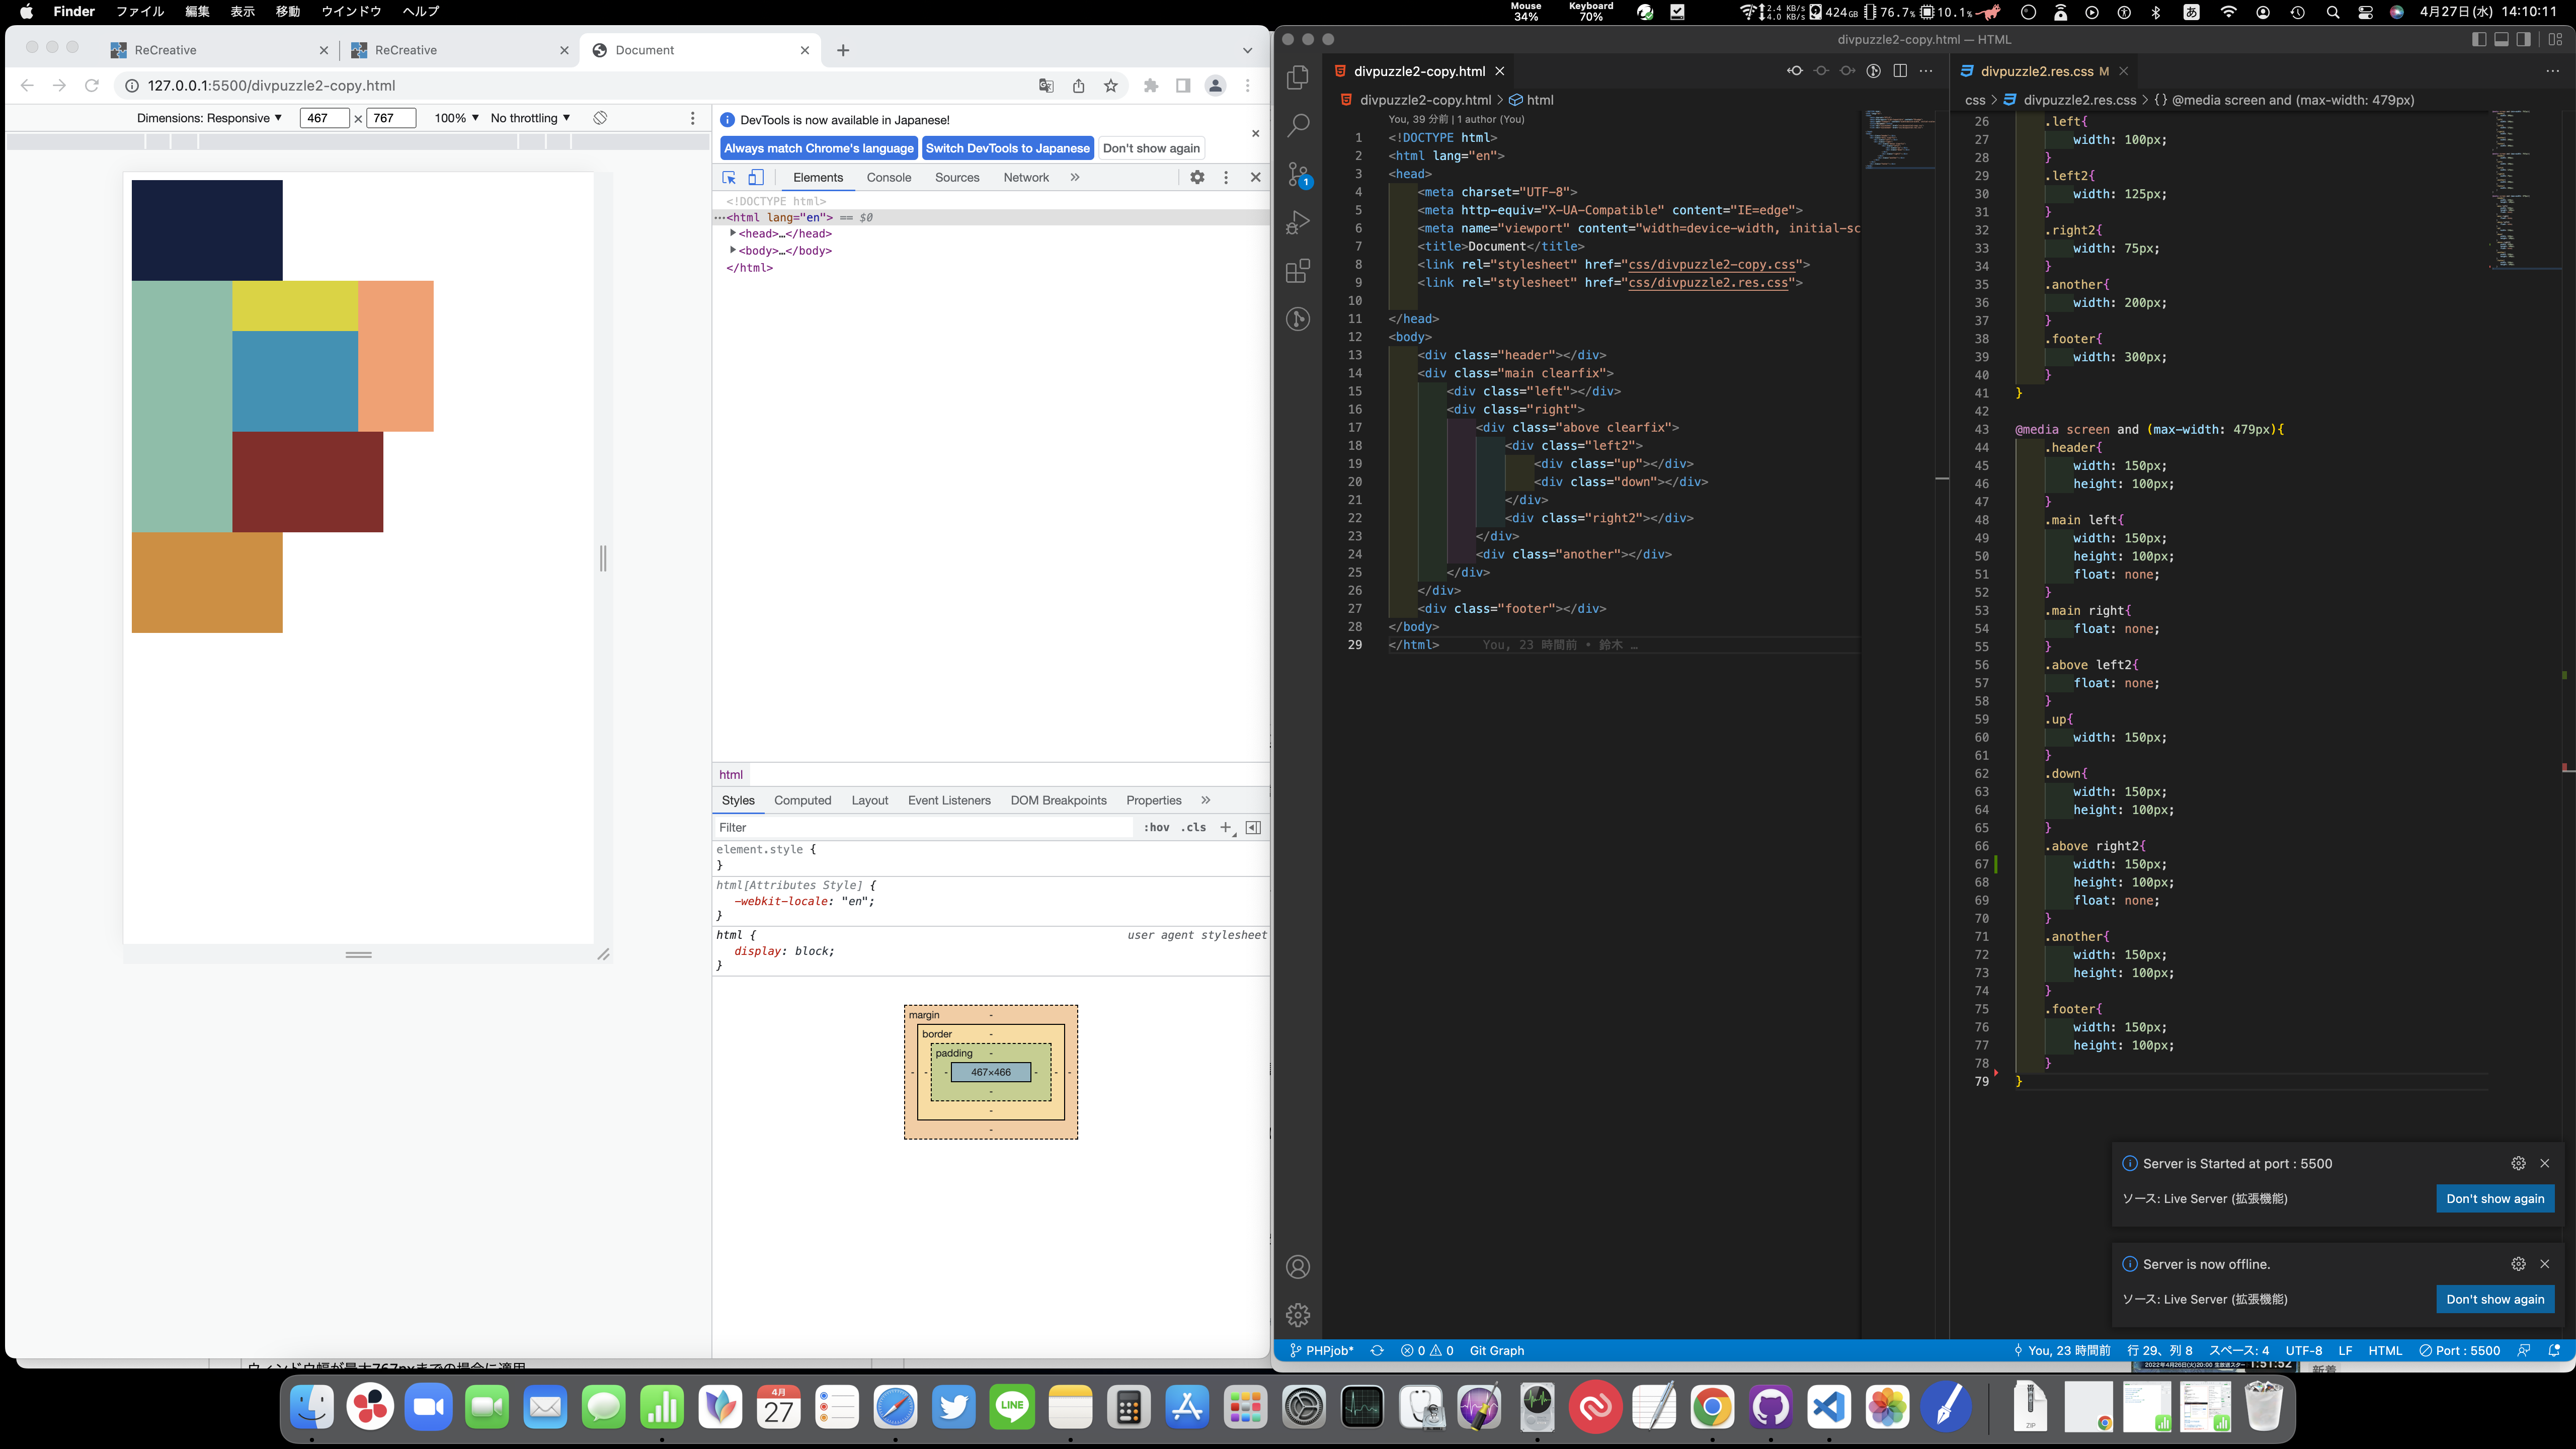 Finder ファイル 編集 表示 移動 ウインドウ ヘルプ
Mouse 34% Keyboard 70% 2.4 KB/s 4.0 KB/s 424GB 76.7% 10.1% あ 4月27日(水) 14:10:11
ReCreative
ReCreative
Document
127.0.0.1:5500/divpuzzle2-copy.html
Dimensions: Responsive ▼ 467 × 767 100% ▼ No throttling ▼
DevTools is now available in Japanese!
Always match Chrome's language
Switch DevTools to Japanese
Don't show again
Elements Console Sources Network »
<!DOCTYPE html>
···<html lang="en"> == $0
<head>…</head>
<body>…</body>
</html>
html
Styles Computed Layout Event Listeners DOM Breakpoints Properties »
Filter :hov .cls +
element.style {
}
html[Attributes Style] {
-webkit-locale: "en";
}
html { user agent stylesheet
display: block;
}
margin -
border -
padding -
- - - 467×466 - - -
-
-
-
ウィンドウ幅が最大767pxまでの場合に適用
divpuzzle2-copy.html — HTML
divpuzzle2-copy.html
divpuzzle2-copy.html > html
You, 39 分前 | 1 author (You)
1 <!DOCTYPE html>
2 <html lang="en">
3 <head>
4 <meta charset="UTF-8">
5 <meta http-equiv="X-UA-Compatible" content="IE=edge">
6 <meta name="viewport" content="width=device-width, initial-sc
7 <title>Document</title>
8 <link rel="stylesheet" href="css/divpuzzle2-copy.css">
9 <link rel="stylesheet" href="css/divpuzzle2.res.css">
10
11 </head>
12 <body>
13 <div class="header"></div>
14 <div class="main clearfix">
15 <div class="left"></div>
16 <div class="right">
17 <div class="above clearfix">
18 <div class="left2">
19 <div class="up"></div>
20 <div class="down"></div>
21 </div>
22 <div class="right2"></div>
23 </div>
24 <div class="another"></div>
25 </div>
26 </div>
27 <div class="footer"></div>
28 </body>
29 </html> You, 23 時間前 • 鈴木 …
1
divpuzzle2.res.css M
css > divpuzzle2.res.css > {} @media screen and (max-width: 479px)
26 .left{
27 width: 100px;
28 }
29 .left2{
30 width: 125px;
31 }
32 .right2{
33 width: 75px;
34 }
35 .another{
36 width: 200px;
37 }
38 .footer{
39 width: 300px;
40 }
41 }
42
43 @media screen and (max-width: 479px){
44 .header{
45 width: 150px;
46 height: 100px;
47 }
48 .main left{
49 width: 150px;
50 height: 100px;
51 float: none;
52 }
53 .main right{
54 float: none;
55 }
56 .above left2{
57 float: none;
58 }
59 .up{
60 width: 150px;
61 }
62 .down{
63 width: 150px;
64 height: 100px;
65 }
66 .above right2{
67 width: 150px;
68 height: 100px;
69 float: none;
70 }
71 .another{
72 width: 150px;
73 height: 100px;
74 }
75 .footer{
76 width: 150px;
77 height: 100px;
78 }
79 }
Server is Started at port : 5500
ソース: Live Server (拡張機能)
Don't show again
Server is now offline.
ソース: Live Server (拡張機能)
Don't show again
PHPjob* 0 0 Git Graph
You, 23 時間前 行 29、列 8 スペース: 4 UTF-8 LF HTML Port : 5500
1:51:52
新着
4月
27
LINE
ZIP